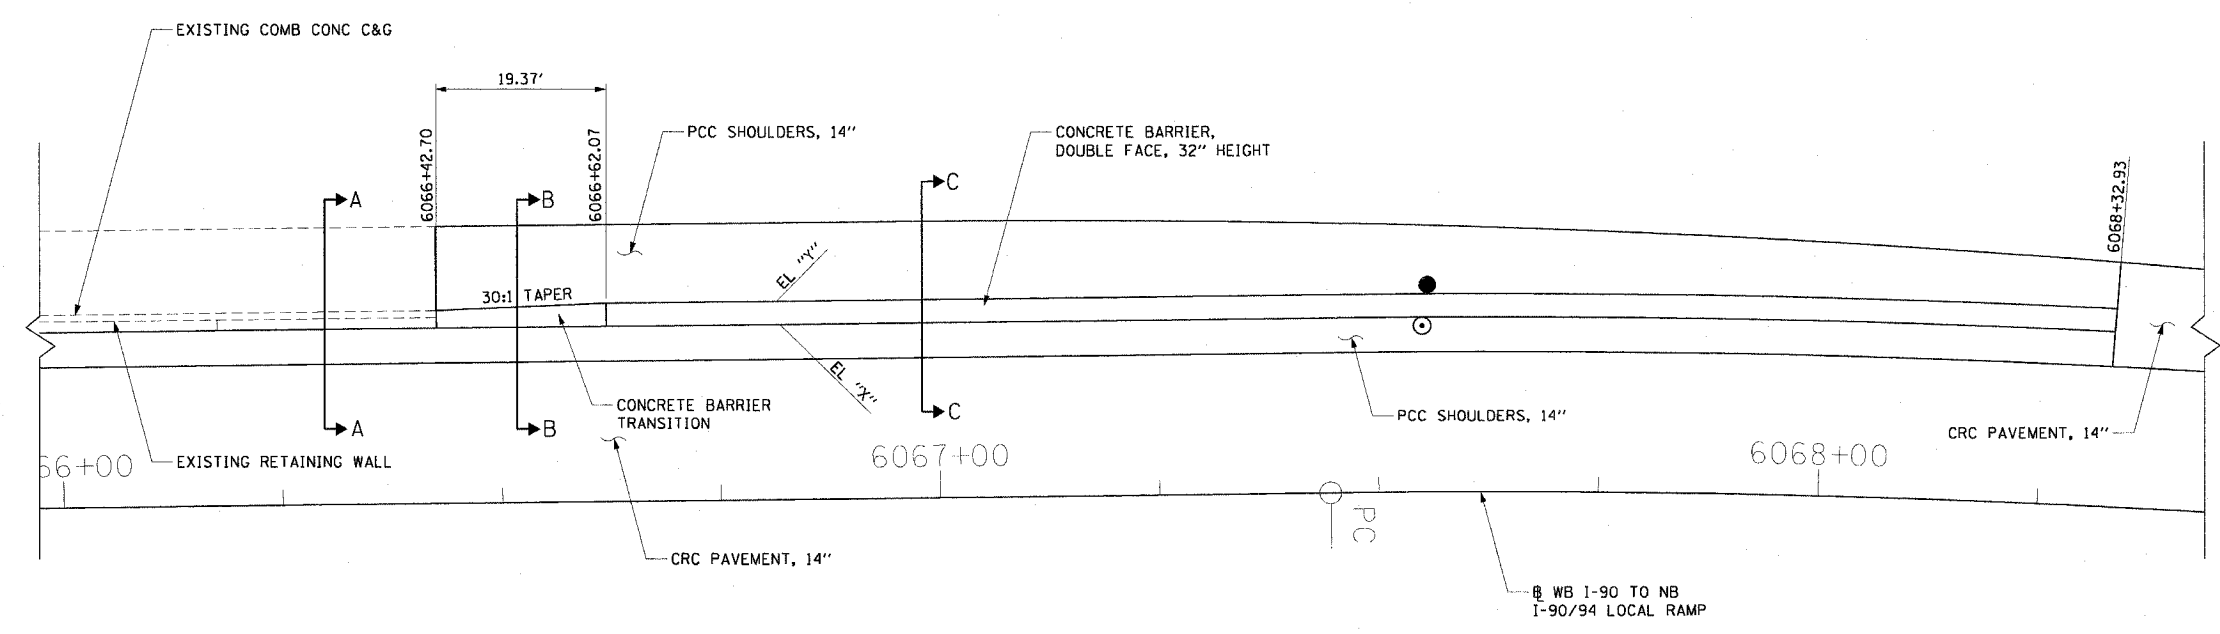 EXISTING COMB CONC C&G
19.37'
6066+42.70
6066+62.07
PCC SHOULDERS, 14"
CONCRETE BARRIER,
DOUBLE FACE, 32" HEIGHT
6068+32.93
A
B
C
EL "Y"
30:1 TAPER
EL "X"
CONCRETE BARRIER
TRANSITION
A
B
C
PCC SHOULDERS, 14"
CRC PAVEMENT, 14"
EXISTING RETAINING WALL
66+00
6067+00
6068+00
PC
CRC PAVEMENT, 14"
℄ WB I-90 TO NB
I-90/94 LOCAL RAMP